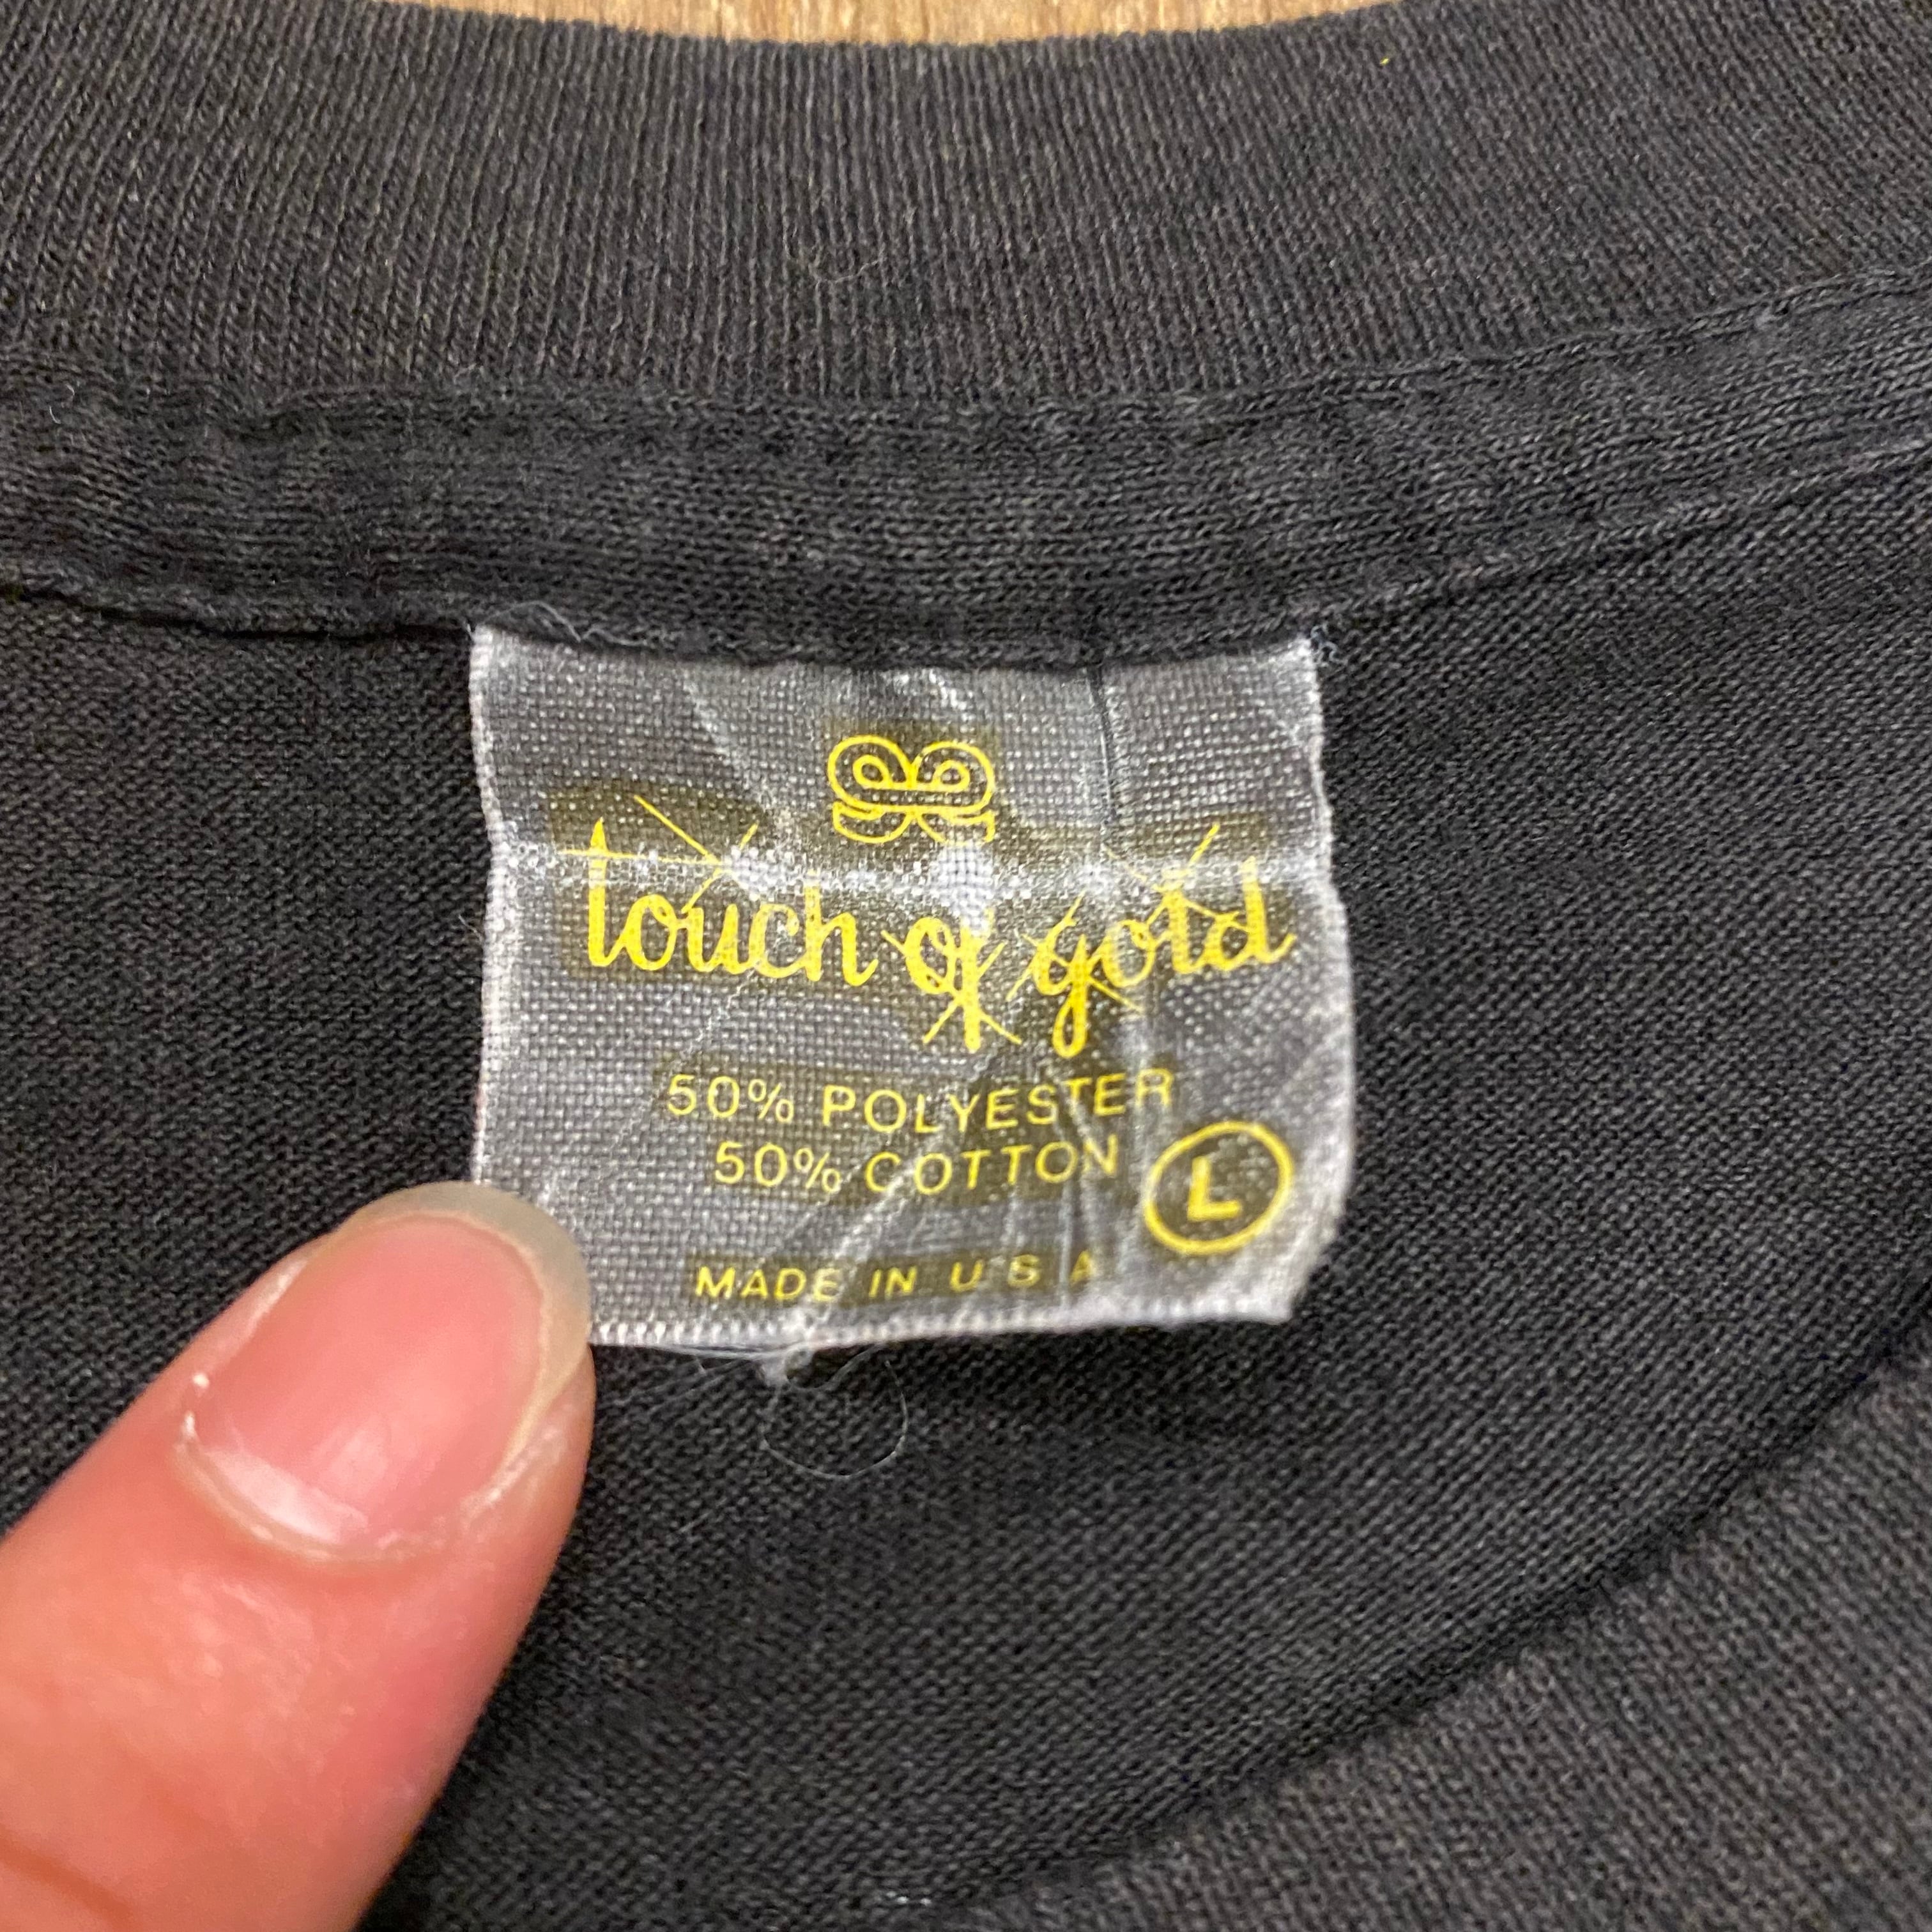 touch of gold
50% POLYESTER
50% COTTON
L
MADE IN U S A